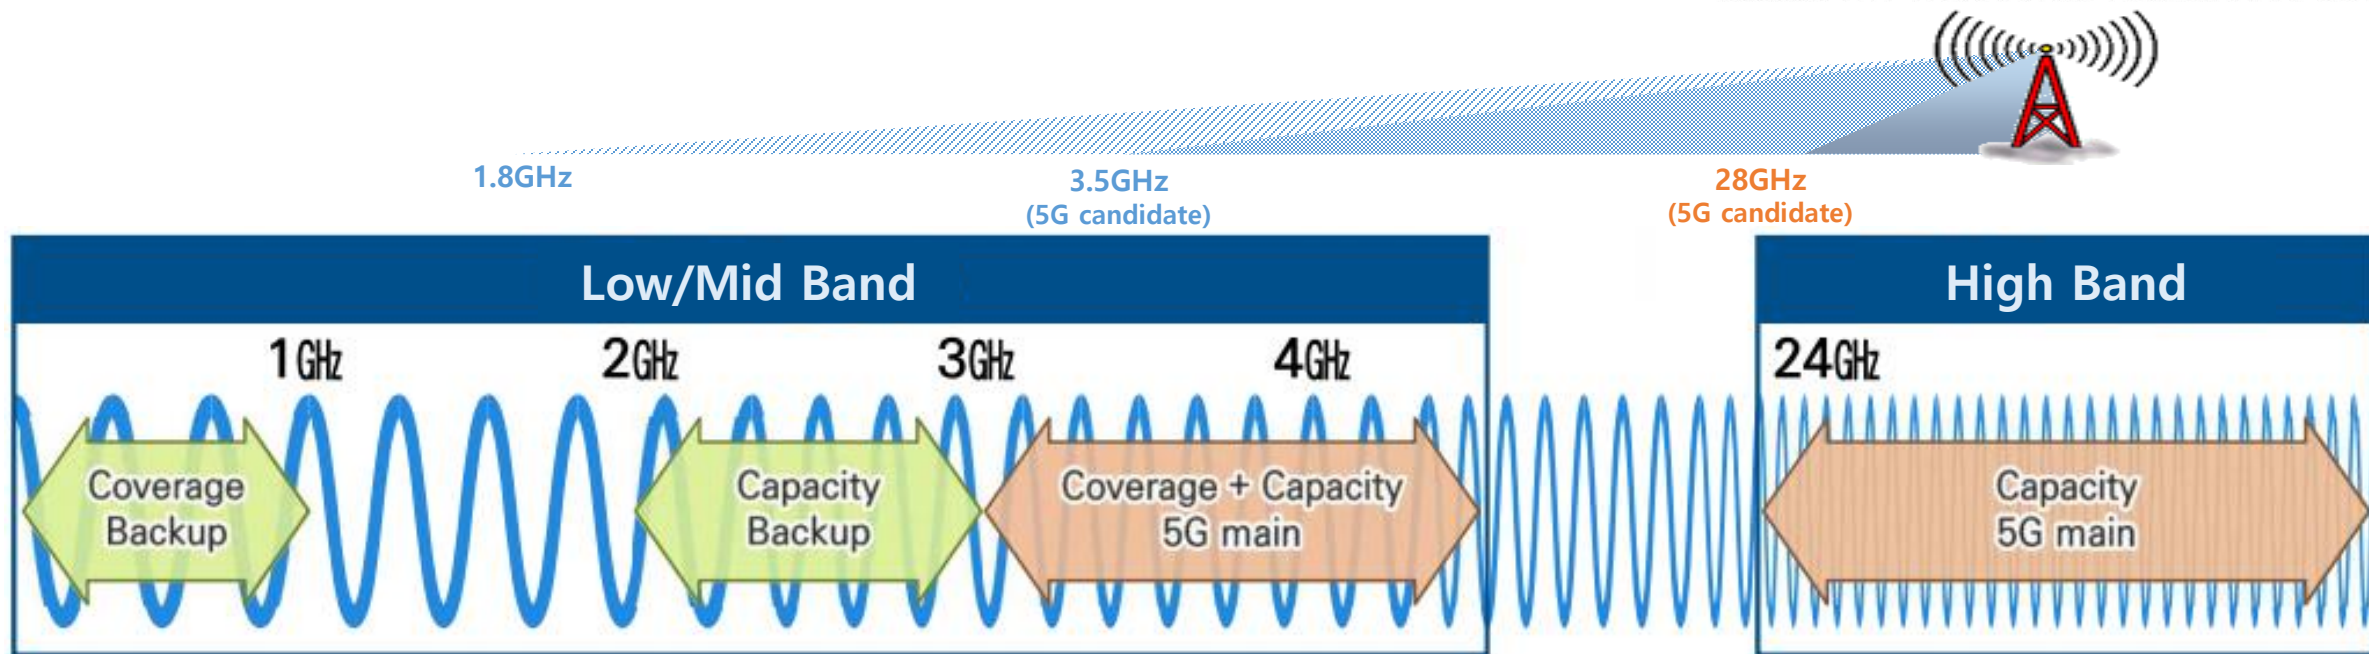 1.8GHz
3.5GHz
(5G candidate)
28GHz
(5G candidate)
Low/Mid Band
High Band
1GHz
2GHz
3GHz
4GHz
24GHz
Coverage
Backup
Capacity
Backup
Coverage + Capacity
5G main
Capacity
5G main